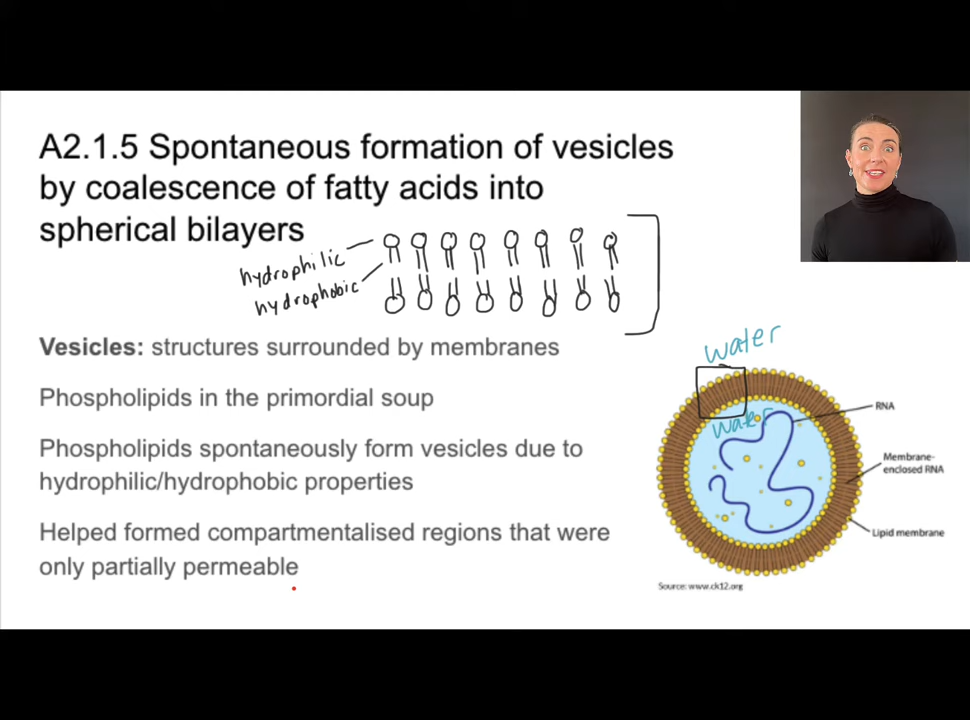 A2.1.5 Spontaneous formation of vesicles
by coalescence of fatty acids into
spherical bilayers
hydrophilic
hydrophobic
Vesicles: structures surrounded by membranes
Phospholipids in the primordial soup
Phospholipids spontaneously form vesicles due to
hydrophilic/hydrophobic properties
Helped formed compartmentalised regions that were
only partially permeable
water
water
RNA
Membrane-
enclosed RNA
Lipid membrane
Source: www.ck12.org